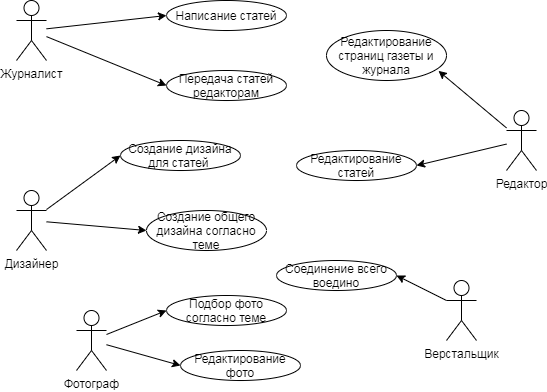 Написание статей
Журналист
Передача статей
редакторам
Редактирование
страниц газеты и
журнала
Редактирование
статей
Редактор
Создание дизайна
для статей
Создание общего
дизайна согласно
теме
Дизайнер
Соединение всего
воедино
Верстальщик
Подбор фото
согласно теме
Редактирование
фото
Фотограф